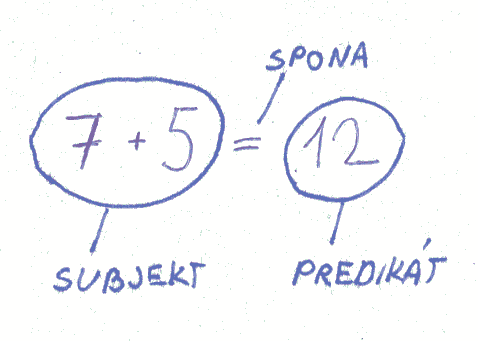 SPONA
7 + 5 = 12
SUBJEKT
PREDIKÁT